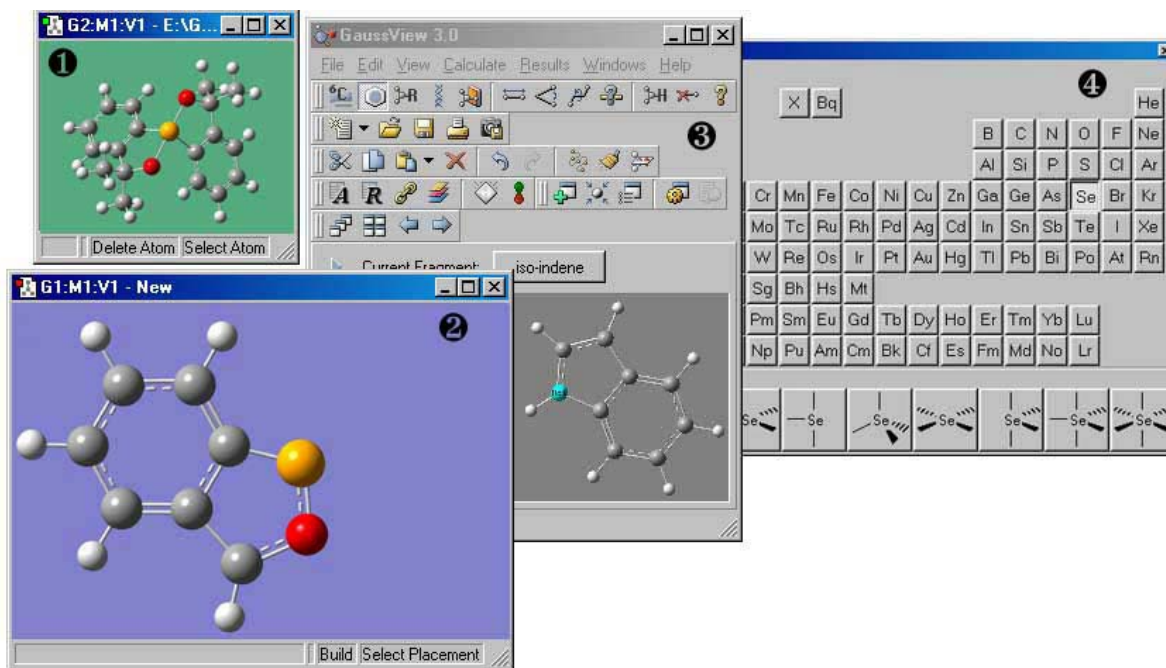 G2:M1:V1 - E:\G...
❶
Delete Atom Select Atom
G1:M1:V1 - New
❷
Build Select Placement
GaussView 3.0
File Edit View Calculate Results Windows Help
6C R H ?
❸
A R
Current Fragment: iso-indene
❹
X Bq He
B C N O F Ne
Al Si P S Cl Ar
Cr Mn Fe Co Ni Cu Zn Ga Ge As Se Br Kr
Mo Tc Ru Rh Pd Ag Cd In Sn Sb Te I Xe
W Re Os Ir Pt Au Hg Tl Pb Bi Po At Rn
Sg Bh Hs Mt
Pm Sm Eu Gd Tb Dy Ho Er Tm Yb Lu
Np Pu Am Cm Bk Cf Es Fm Md No Lr
Se Se Se Se Se Se Se